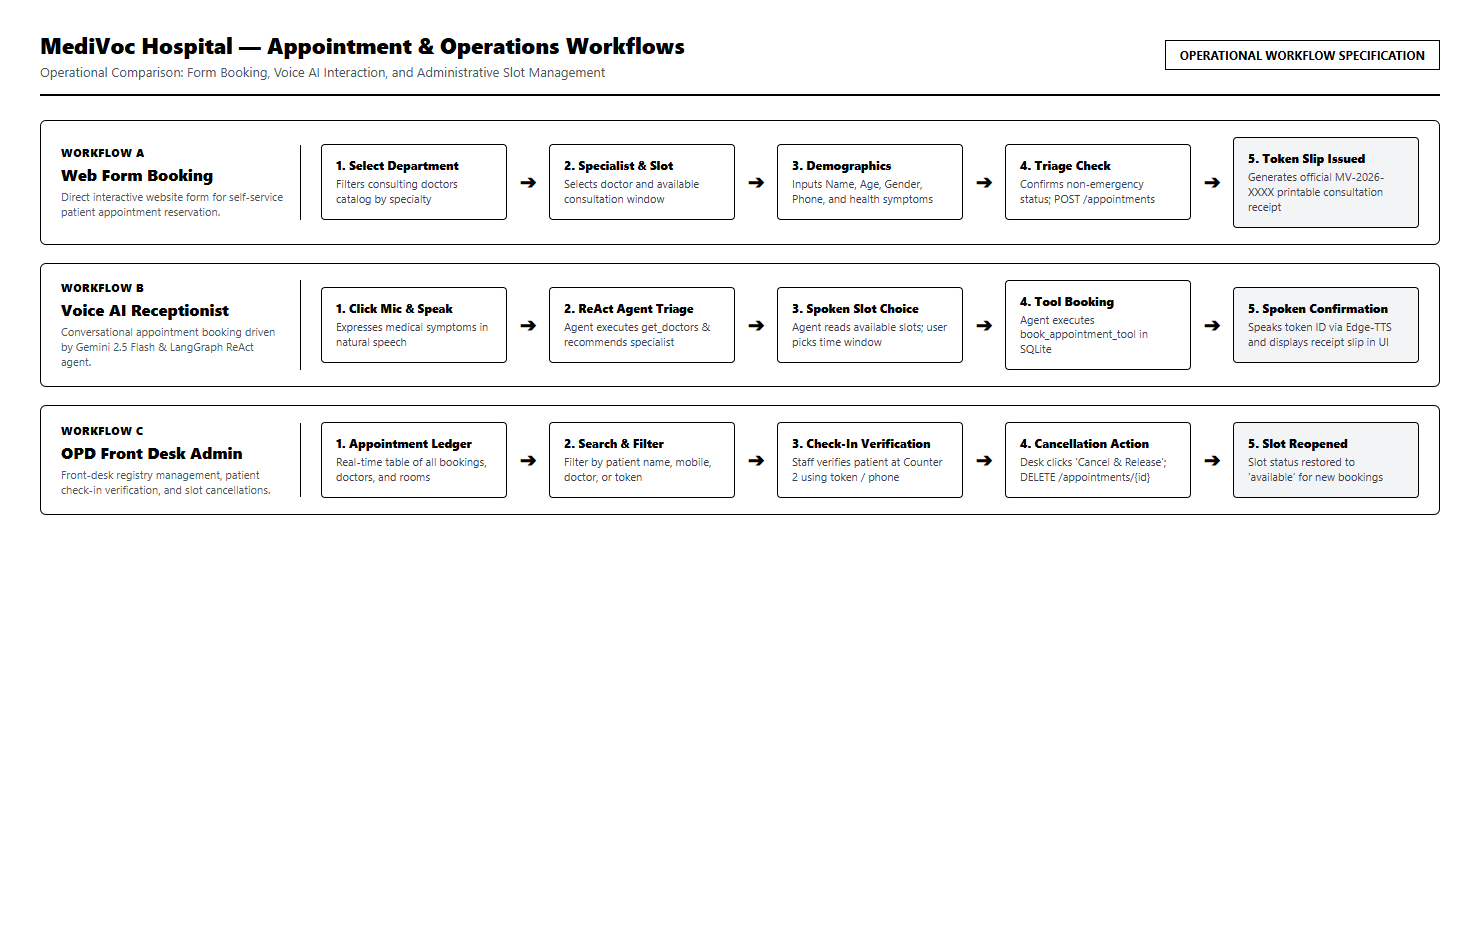 MediVoc Hospital — Appointment & Operations Workflows
Operational Comparison: Form Booking, Voice AI Interaction, and Administrative Slot Management
OPERATIONAL WORKFLOW SPECIFICATION
WORKFLOW A
Web Form Booking
Direct interactive website form for self-service
patient appointment reservation.
1. Select Department
Filters consulting doctors
catalog by specialty
➔
2. Specialist & Slot
Selects doctor and available
consultation window
➔
3. Demographics
Inputs Name, Age, Gender,
Phone, and health symptoms
➔
4. Triage Check
Confirms non-emergency
status; POST /appointments
➔
5. Token Slip Issued
Generates official MV-2026-
XXXX printable consultation
receipt
WORKFLOW B
Voice AI Receptionist
Conversational appointment booking driven
by Gemini 2.5 Flash & LangGraph ReAct
agent.
1. Click Mic & Speak
Expresses medical symptoms in
natural speech
➔
2. ReAct Agent Triage
Agent executes get_doctors &
recommends specialist
➔
3. Spoken Slot Choice
Agent reads available slots; user
picks time window
➔
4. Tool Booking
Agent executes
book_appointment_tool in
SQLite
➔
5. Spoken Confirmation
Speaks token ID via Edge-TTS
and displays receipt slip in UI
WORKFLOW C
OPD Front Desk Admin
Front-desk registry management, patient
check-in verification, and slot cancellations.
1. Appointment Ledger
Real-time table of all bookings,
doctors, and rooms
➔
2. Search & Filter
Filter by patient name, mobile,
doctor, or token
➔
3. Check-In Verification
Staff verifies patient at Counter
2 using token / phone
➔
4. Cancellation Action
Desk clicks 'Cancel & Release';
DELETE /appointments/{id}
➔
5. Slot Reopened
Slot status restored to
'available' for new bookings